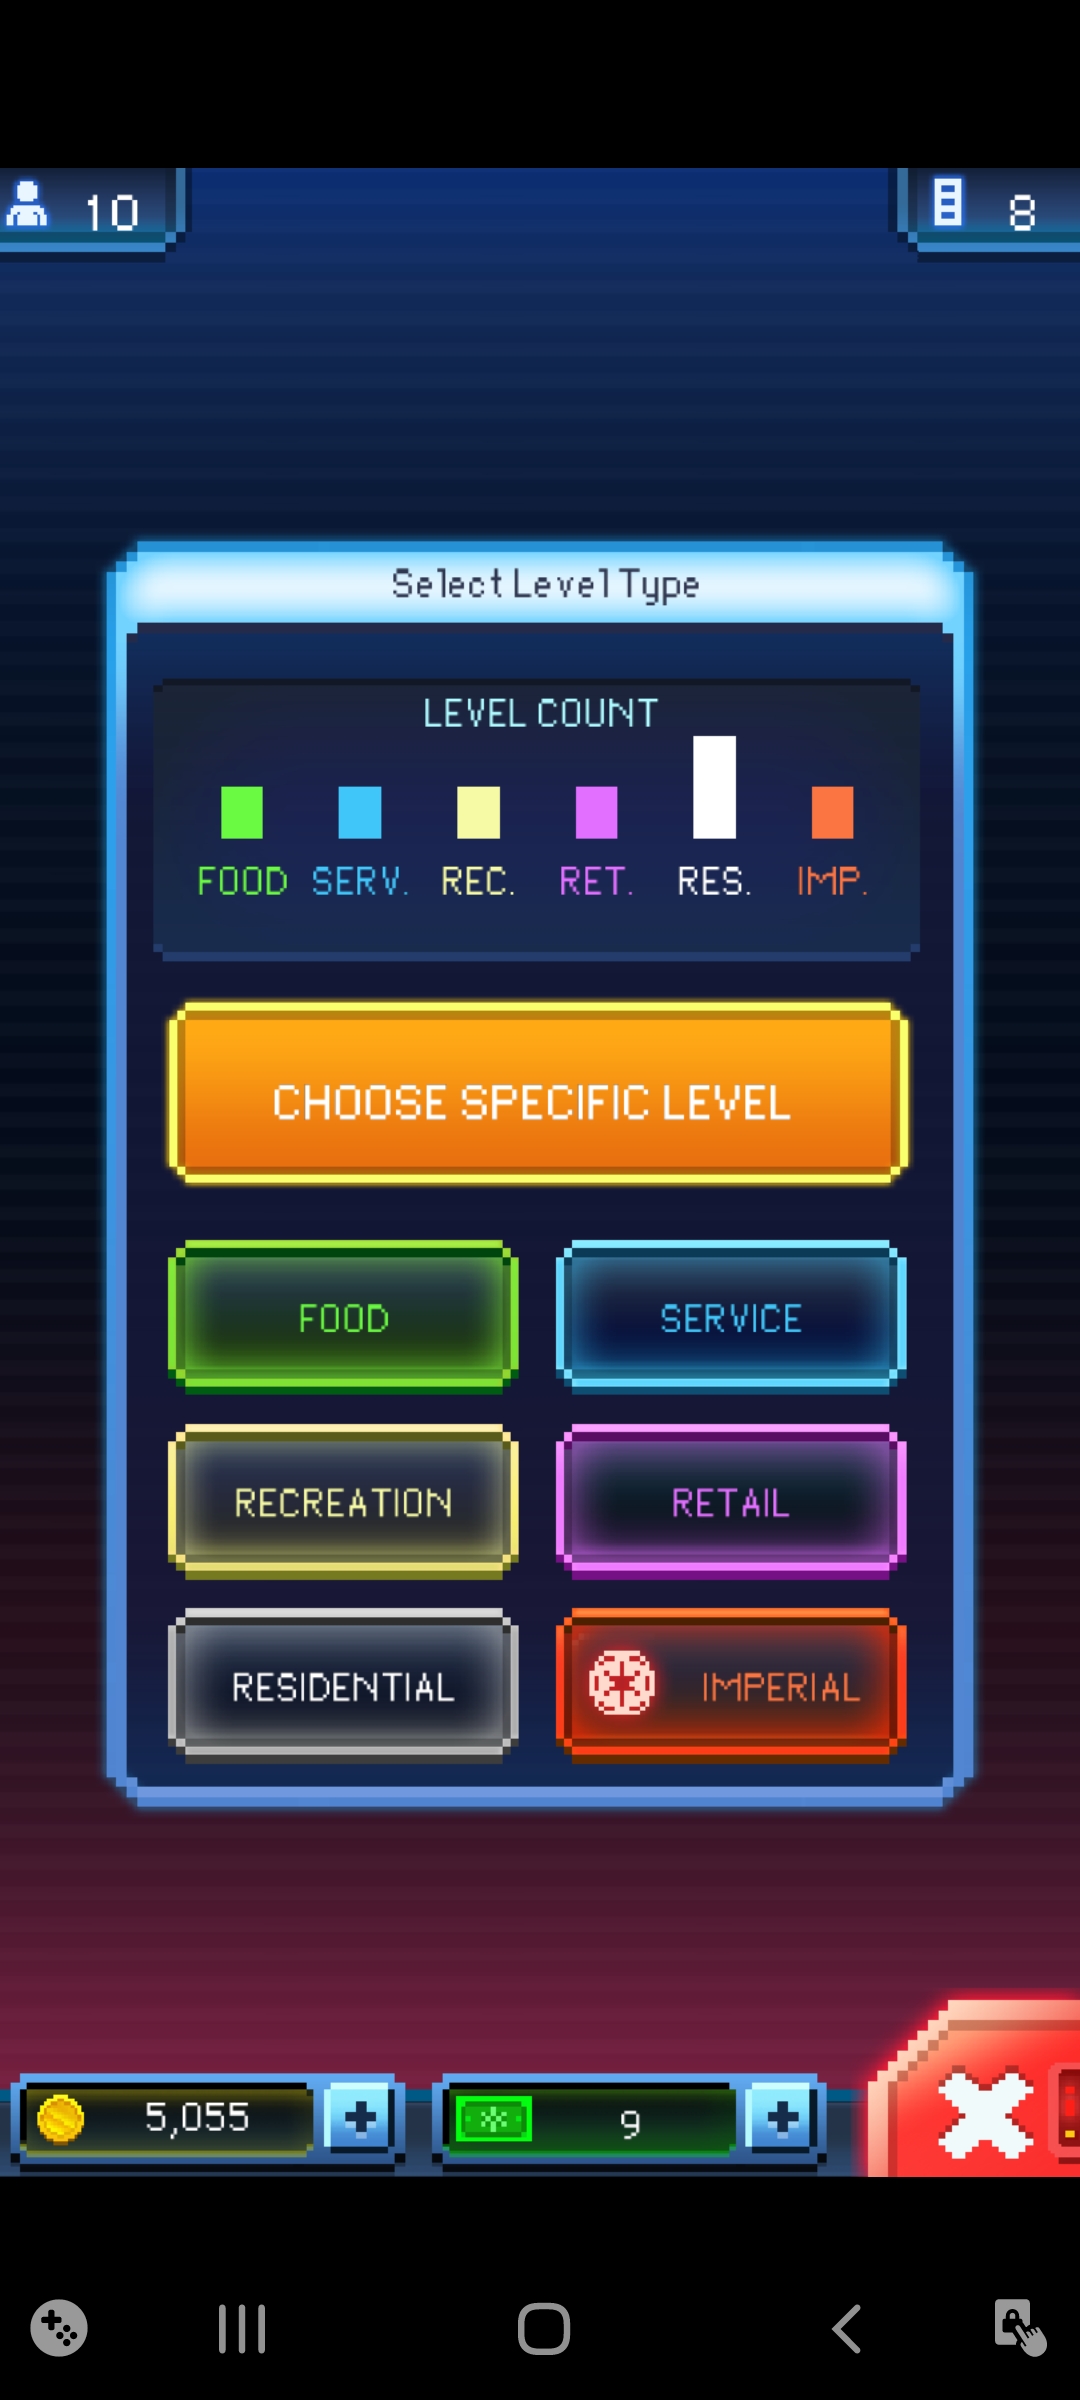 10
8
Select Level Type
LEVEL COUNT
FOOD SERV. REC. RET. RES. IMP.
CHOOSE SPECIFIC LEVEL
FOOD SERVICE
RECREATION RETAIL
RESIDENTIAL IMPERIAL
5,055
9